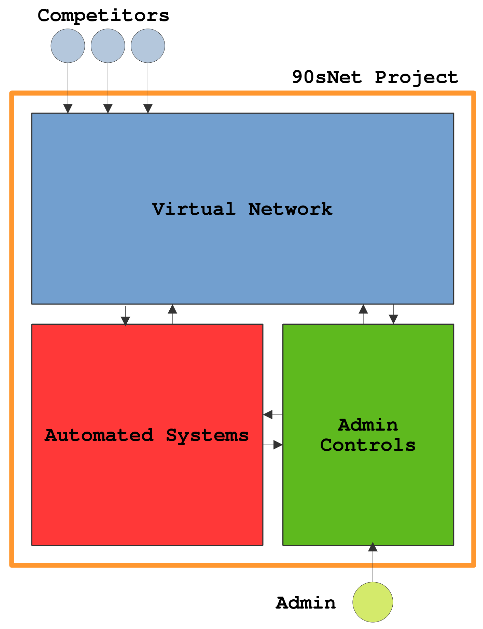 Competitors
90sNet Project
Virtual Network
Automated Systems
Admin
Controls
Admin